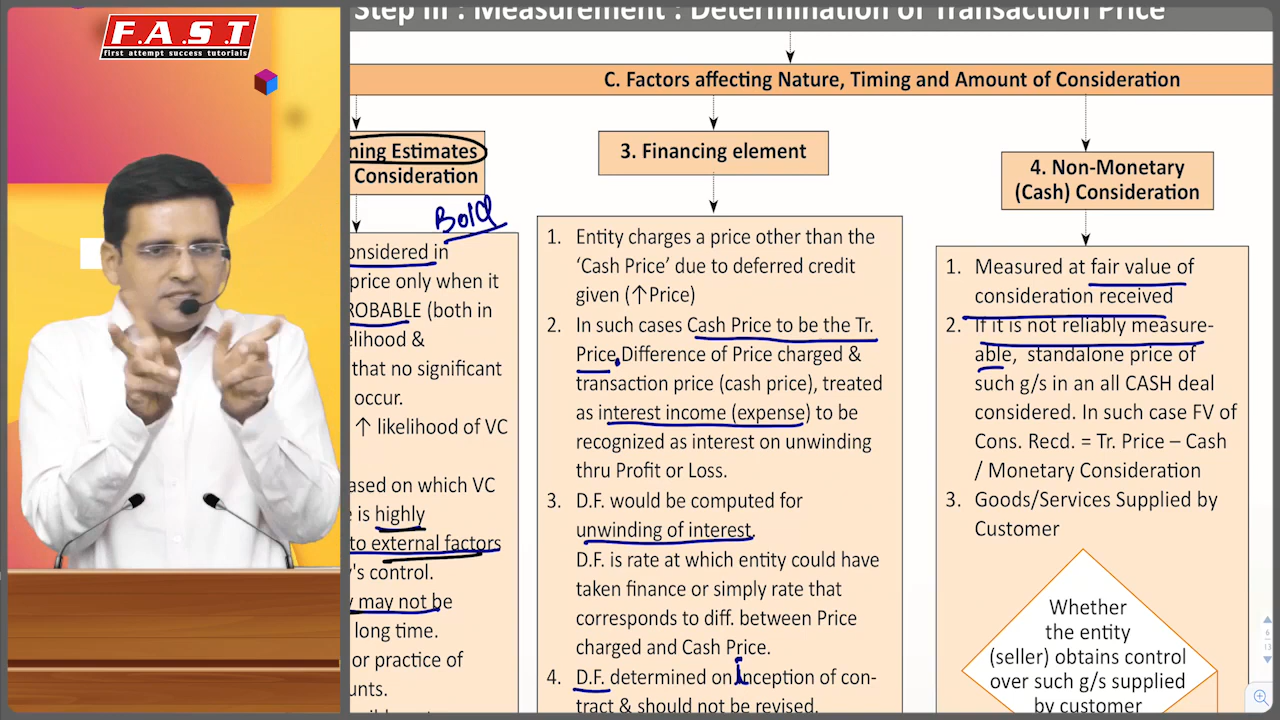 F.A.S.T
first attempt success tutorials
Step III : Measurement : Determination of Transaction Price
C. Factors affecting Nature, Timing and Amount of Consideration
ning Estimates
Consideration
BolQ
onsidered in
price only when it
ROBABLE (both in
elihood &
that no significant
occur.
↑ likelihood of VC
ased on which VC
e is highly
to external factors
y's control.
y may not be
long time.
or practice of
unts.
3. Financing element
1. Entity charges a price other than the
'Cash Price' due to deferred credit
given (↑Price)
2. In such cases Cash Price to be the Tr.
Price. Difference of Price charged &
transaction price (cash price), treated
as interest income (expense) to be
recognized as interest on unwinding
thru Profit or Loss.
3. D.F. would be computed for
unwinding of interest.
D.F. is rate at which entity could have
taken finance or simply rate that
corresponds to diff. between Price
charged and Cash Price.
4. D.F. determined on inception of con-
tract & should not be revised.
4. Non-Monetary
(Cash) Consideration
1. Measured at fair value of
consideration received
2. If it is not reliably measure-
able, standalone price of
such g/s in an all CASH deal
considered. In such case FV of
Cons. Recd. = Tr. Price – Cash
/ Monetary Consideration
3. Goods/Services Supplied by
Customer
Whether
the entity
(seller) obtains control
over such g/s supplied
by customer
6
13